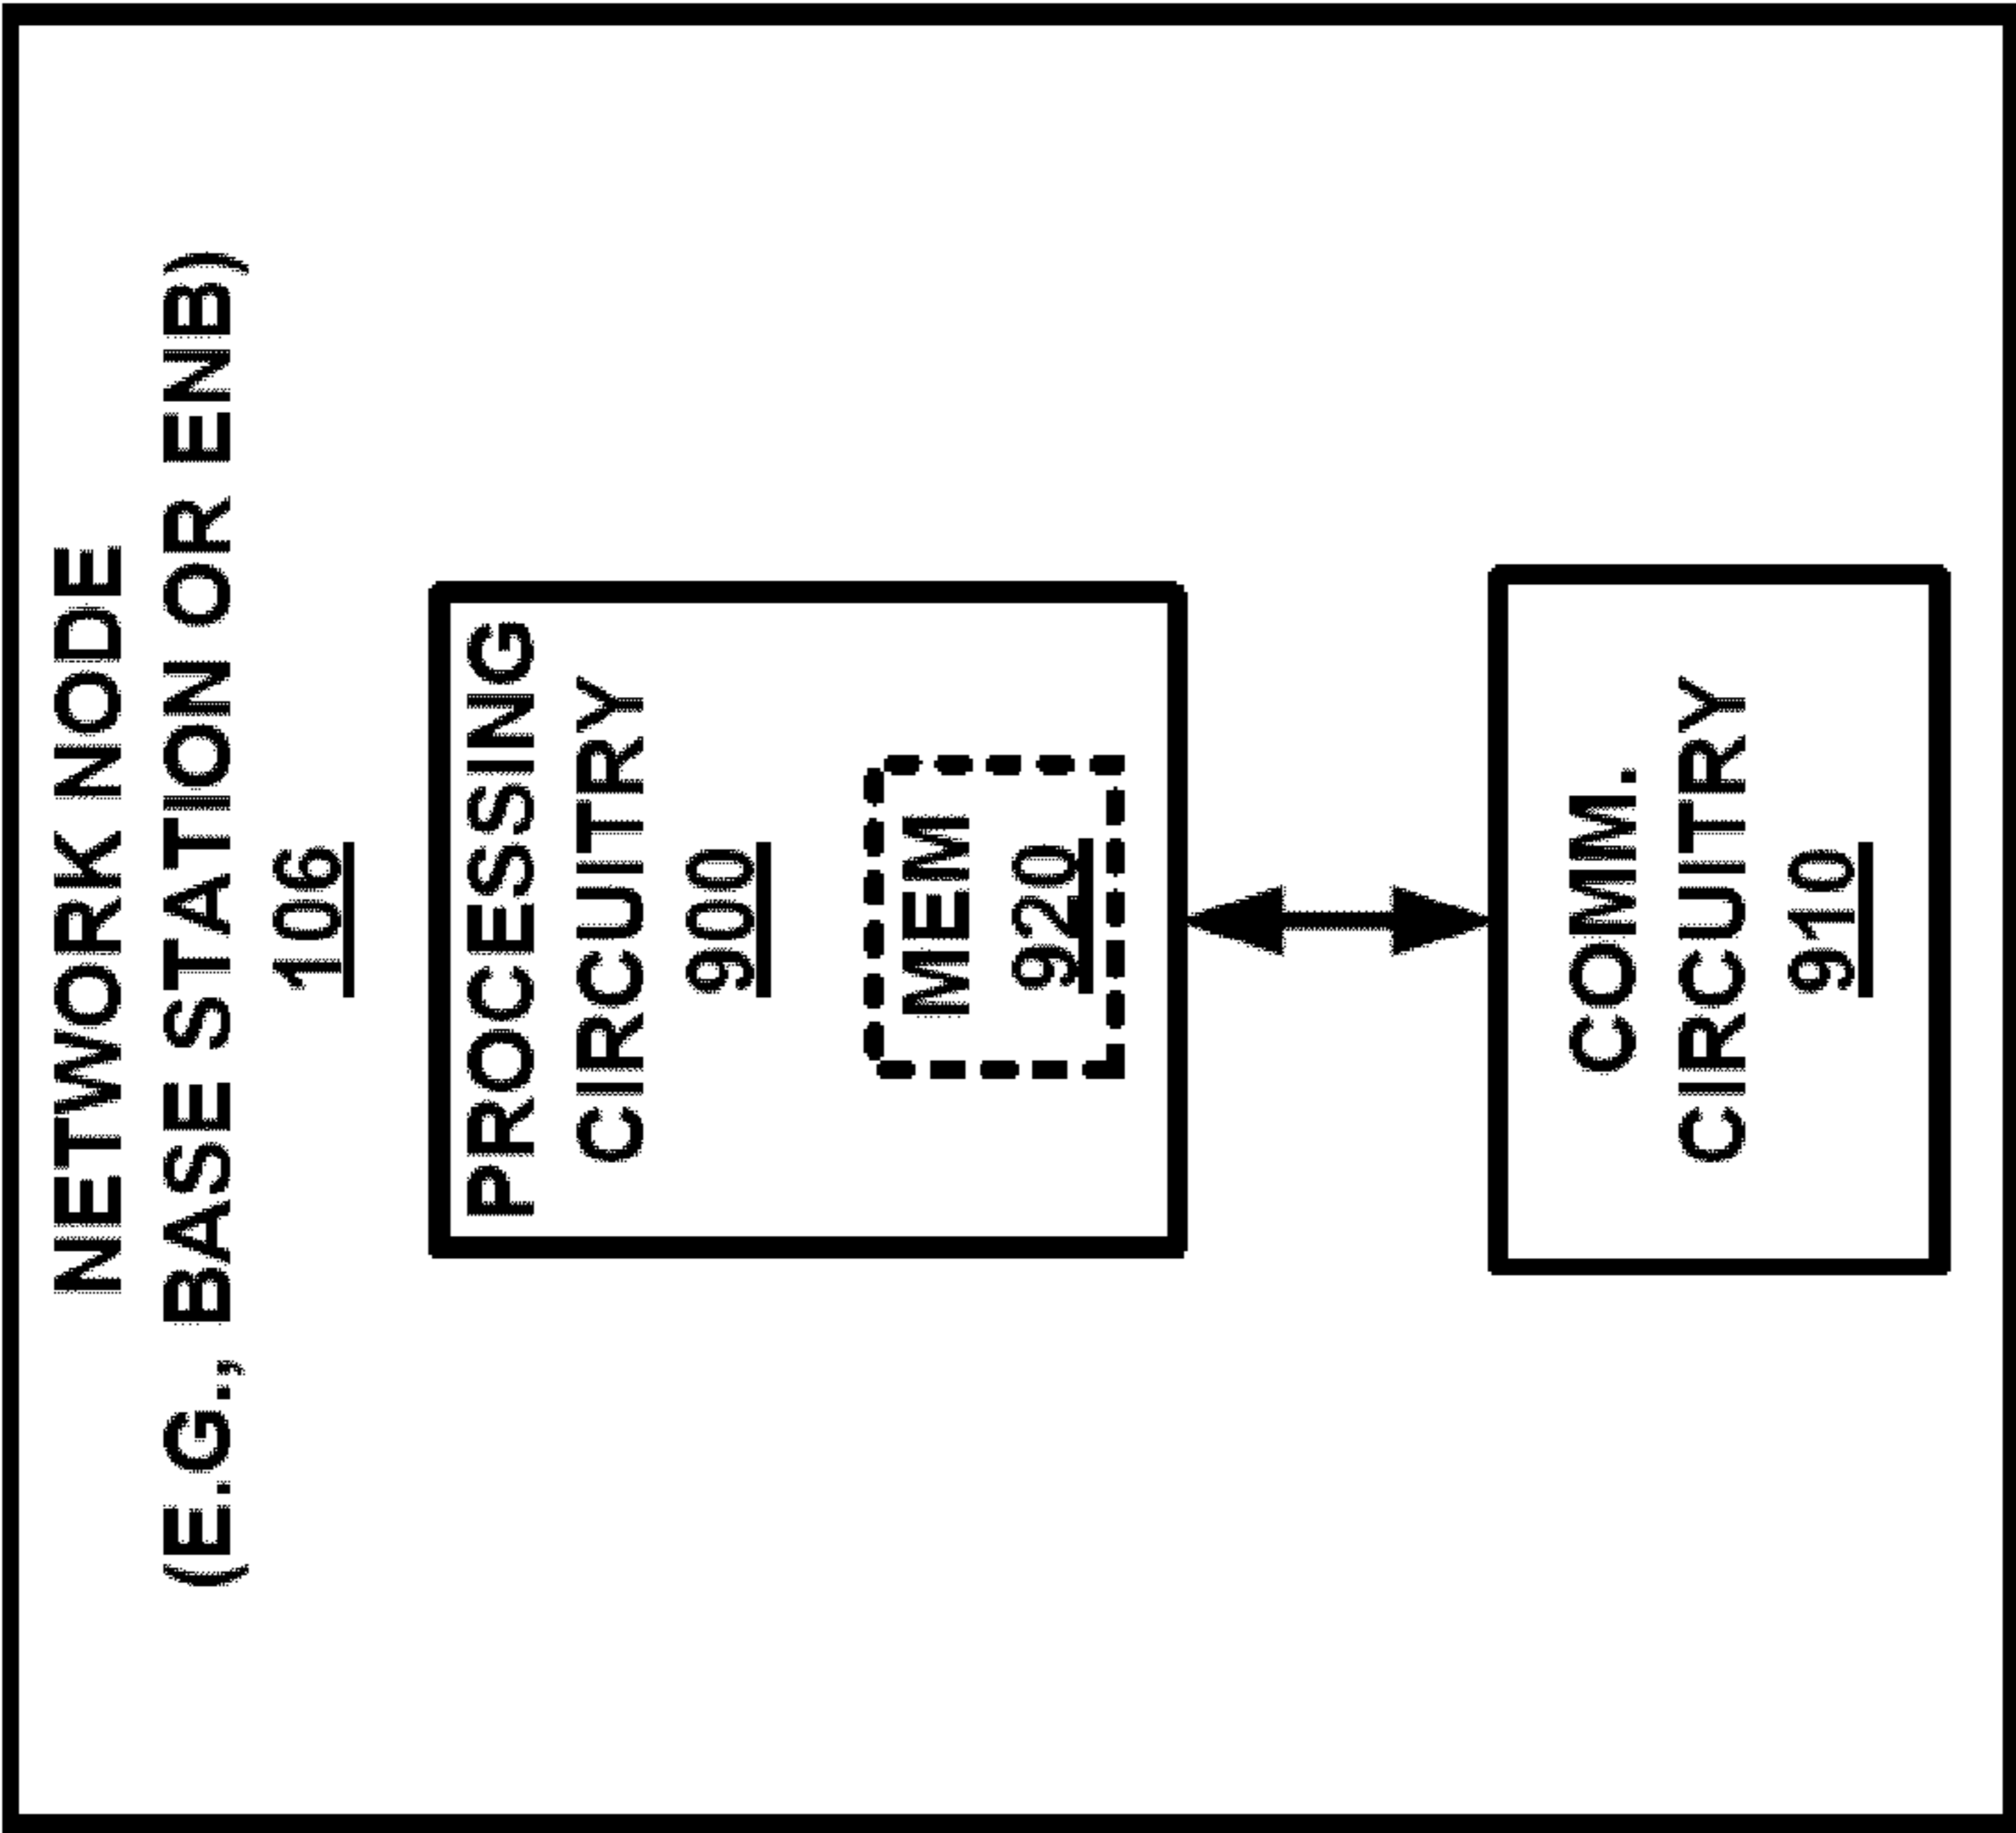 NETWORK NODE
(E.G., BASE STATION OR ENB)
106
PROCESSING
CIRCUITRY
900
MEM
920
COMM.
CIRCUITRY
910